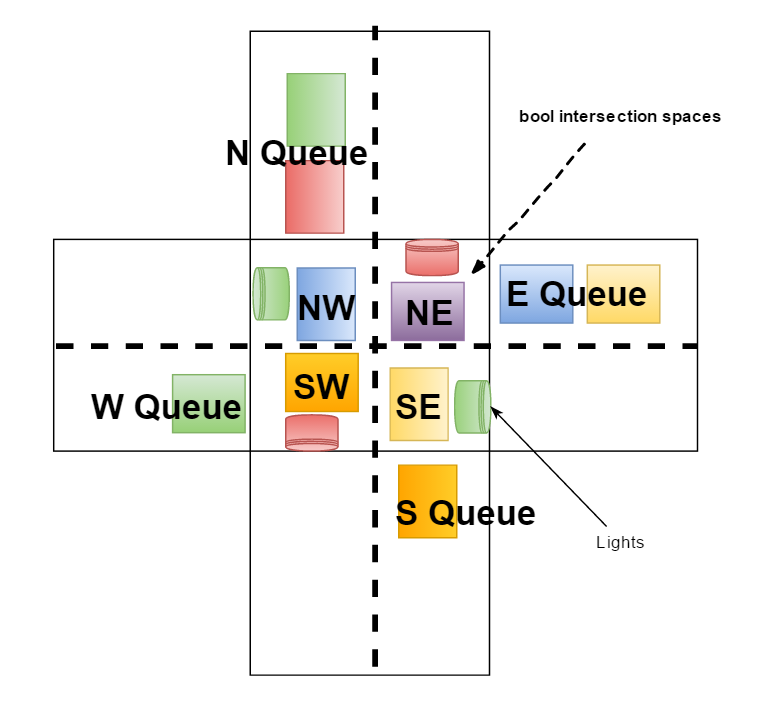 bool intersection spaces
N Queue
NW
NE
E Queue
W Queue
SW
SE
S Queue
Lights